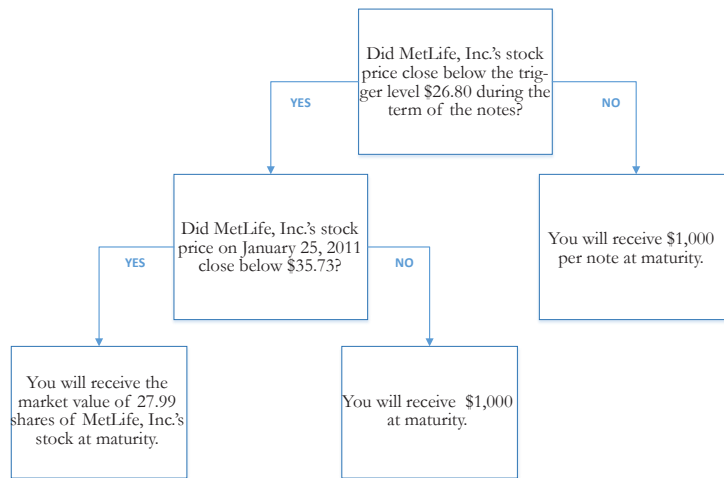 Did MetLife, Inc.'s stock
price close below the trig-
ger level $26.80 during the
term of the notes?
YES
NO
Did MetLife, Inc.'s stock
price on January 25, 2011
close below $35.73?
You will receive $1,000
per note at maturity.
YES
NO
You will receive the
market value of 27.99
shares of MetLife, Inc.'s
stock at maturity.
You will receive $1,000
at maturity.